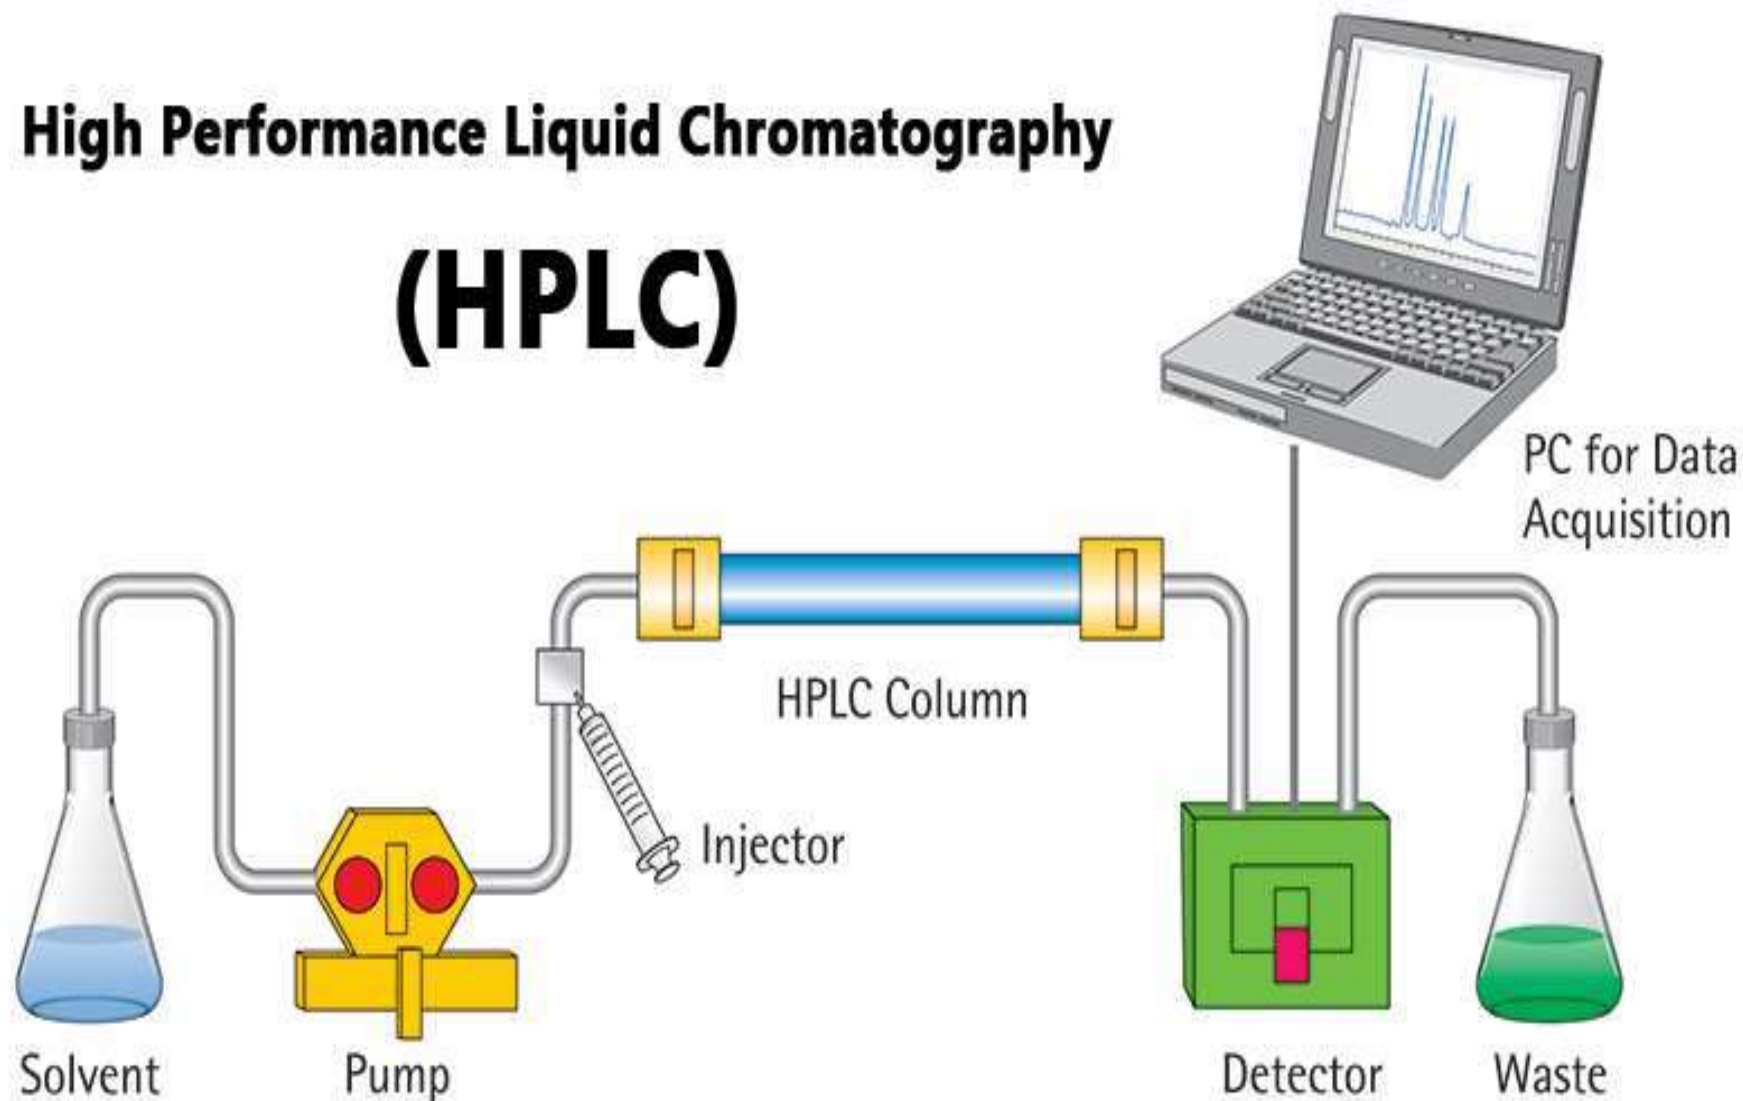 High Performance Liquid Chromatography
(HPLC)
PC for Data
Acquisition
HPLC Column
Injector
Solvent
Pump
Detector
Waste